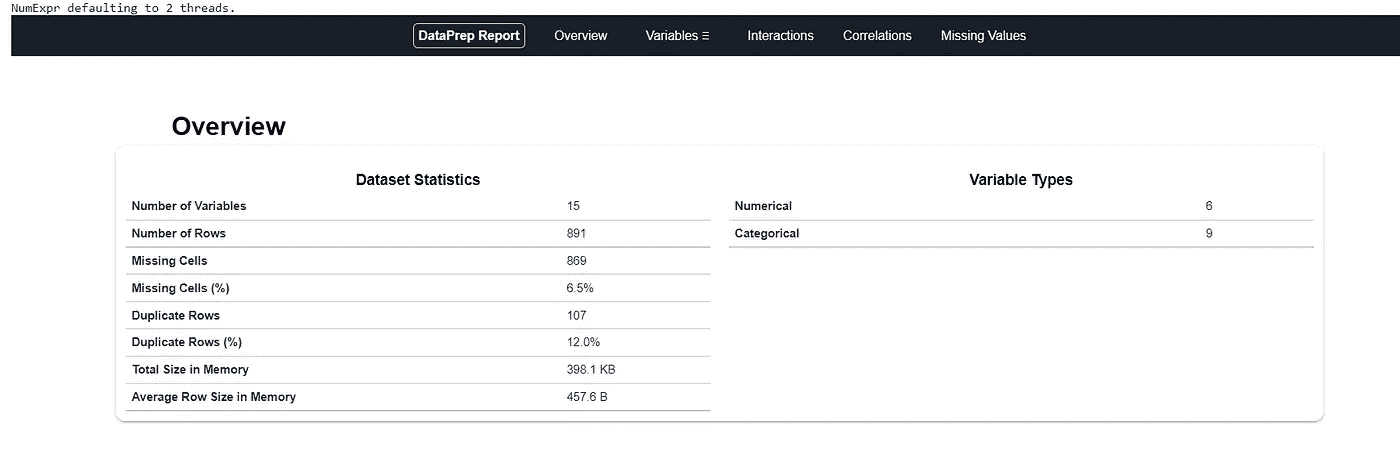 NumExpr defaulting to 2 threads.
DataPrep Report Overview Variables ☰ Interactions Correlations Missing Values
Overview
Dataset Statistics
Number of Variables 15
Number of Rows 891
Missing Cells 869
Missing Cells (%) 6.5%
Duplicate Rows 107
Duplicate Rows (%) 12.0%
Total Size in Memory 398.1 KB
Average Row Size in Memory 457.6 B
Variable Types
Numerical 6
Categorical 9